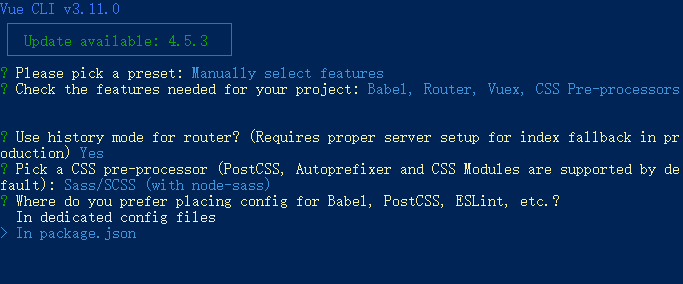 Vue CLI v3.11.0
Update available: 4.5.3
? Please pick a preset: Manually select features
? Check the features needed for your project: Babel, Router, Vuex, CSS Pre-processors
? Use history mode for router? (Requires proper server setup for index fallback in pr
oduction) Yes
? Pick a CSS pre-processor (PostCSS, Autoprefixer and CSS Modules are supported by de
fault): Sass/SCSS (with node-sass)
? Where do you prefer placing config for Babel, PostCSS, ESLint, etc.?
In dedicated config files
> In package.json